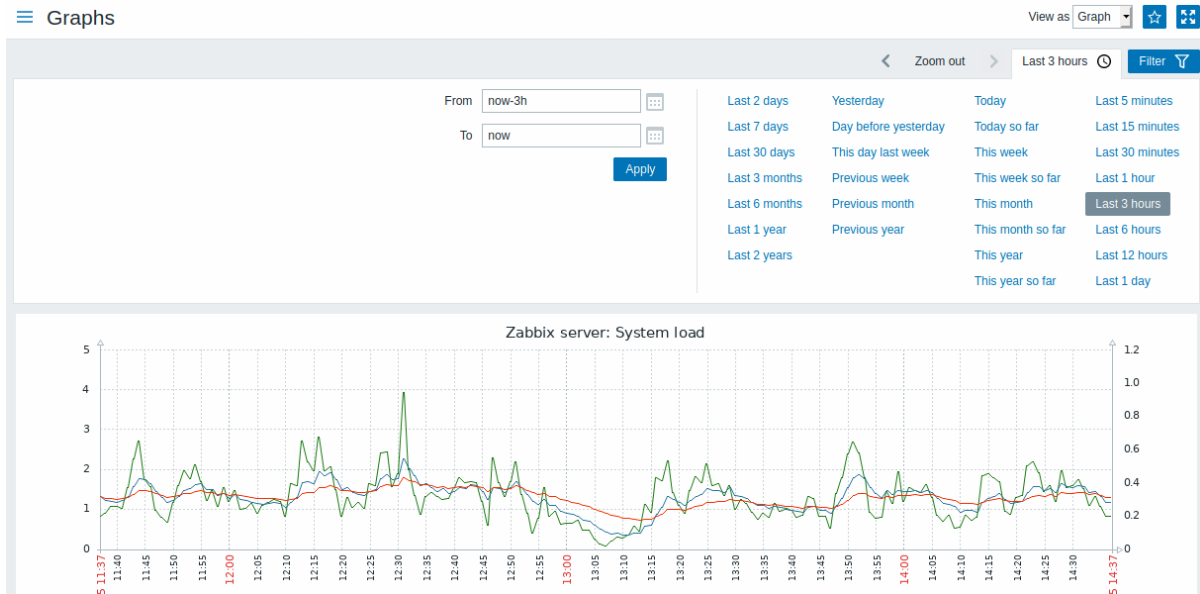 Graphs View as Graph
Zoom out Last 3 hours Filter
From now-3h
To now
Apply
Last 2 days Yesterday Today Last 5 minutes
Last 7 days Day before yesterday Today so far Last 15 minutes
Last 30 days This day last week This week Last 30 minutes
Last 3 months Previous week This week so far Last 1 hour
Last 6 months Previous month This month Last 3 hours
Last 1 year Previous year This month so far Last 6 hours
Last 2 years This year Last 12 hours
This year so far Last 1 day
Zabbix server: System load
5 1.2
1.0
4
0.8
3
0.6
2
0.4
1
0.2
0 0
11:37 11:40 11:45 11:50 11:55 12:00 12:05 12:10 12:15 12:20 12:25 12:30 12:35 12:40 12:45 12:50 12:55 13:00 13:05 13:10 13:15 13:20 13:25 13:30 13:35 13:40 13:45 13:50 13:55 14:00 14:05 14:10 14:15 14:20 14:25 14:30 14:37